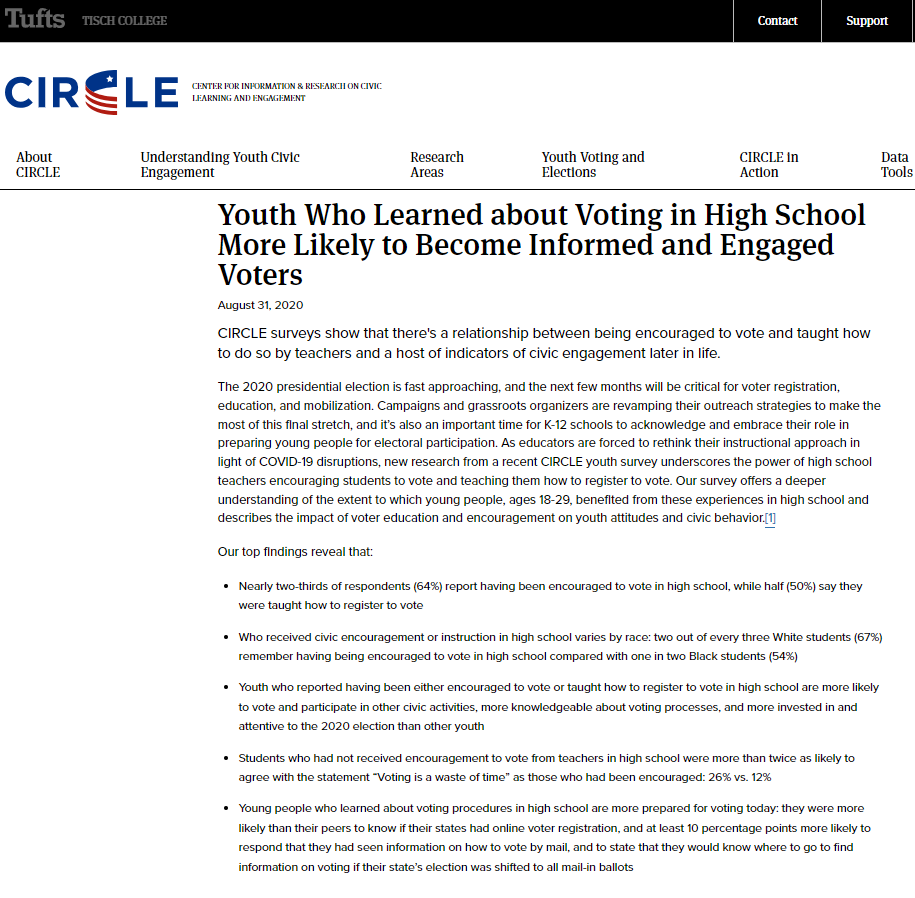 Tufts TISCH COLLEGE Contact Support
CIRCLE CENTER FOR INFORMATION & RESEARCH ON CIVIC
LEARNING AND ENGAGEMENT
About
CIRCLE
Understanding Youth Civic
Engagement
Research
Areas
Youth Voting and
Elections
CIRCLE in
Action
Data
Tools
Youth Who Learned about Voting in High School
More Likely to Become Informed and Engaged
Voters
August 31, 2020
CIRCLE surveys show that there's a relationship between being encouraged to vote and taught how
to do so by teachers and a host of indicators of civic engagement later in life.
The 2020 presidential election is fast approaching, and the next few months will be critical for voter registration,
education, and mobilization. Campaigns and grassroots organizers are revamping their outreach strategies to make the
most of this final stretch, and it's also an important time for K-12 schools to acknowledge and embrace their role in
preparing young people for electoral participation. As educators are forced to rethink their instructional approach in
light of COVID-19 disruptions, new research from a recent CIRCLE youth survey underscores the power of high school
teachers encouraging students to vote and teaching them how to register to vote. Our survey offers a deeper
understanding of the extent to which young people, ages 18-29, benefited from these experiences in high school and
describes the impact of voter education and encouragement on youth attitudes and civic behavior.[1]
Our top findings reveal that:
• Nearly two-thirds of respondents (64%) report having been encouraged to vote in high school, while half (50%) say they
were taught how to register to vote
• Who received civic encouragement or instruction in high school varies by race: two out of every three White students (67%)
remember having being encouraged to vote in high school compared with one in two Black students (54%)
• Youth who reported having been either encouraged to vote or taught how to register to vote in high school are more likely
to vote and participate in other civic activities, more knowledgeable about voting processes, and more invested in and
attentive to the 2020 election than other youth
• Students who had not received encouragement to vote from teachers in high school were more than twice as likely to
agree with the statement “Voting is a waste of time” as those who had been encouraged: 26% vs. 12%
• Young people who learned about voting procedures in high school are more prepared for voting today: they were more
likely than their peers to know if their states had online voter registration, and at least 10 percentage points more likely to
respond that they had seen information on how to vote by mail, and to state that they would know where to go to find
information on voting if their state's election was shifted to all mail-in ballots